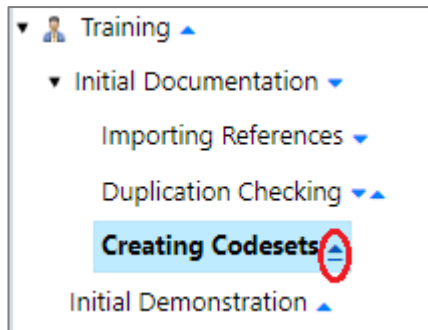 Training
Initial Documentation
Importing References
Duplication Checking
Creating Codesets
Initial Demonstration